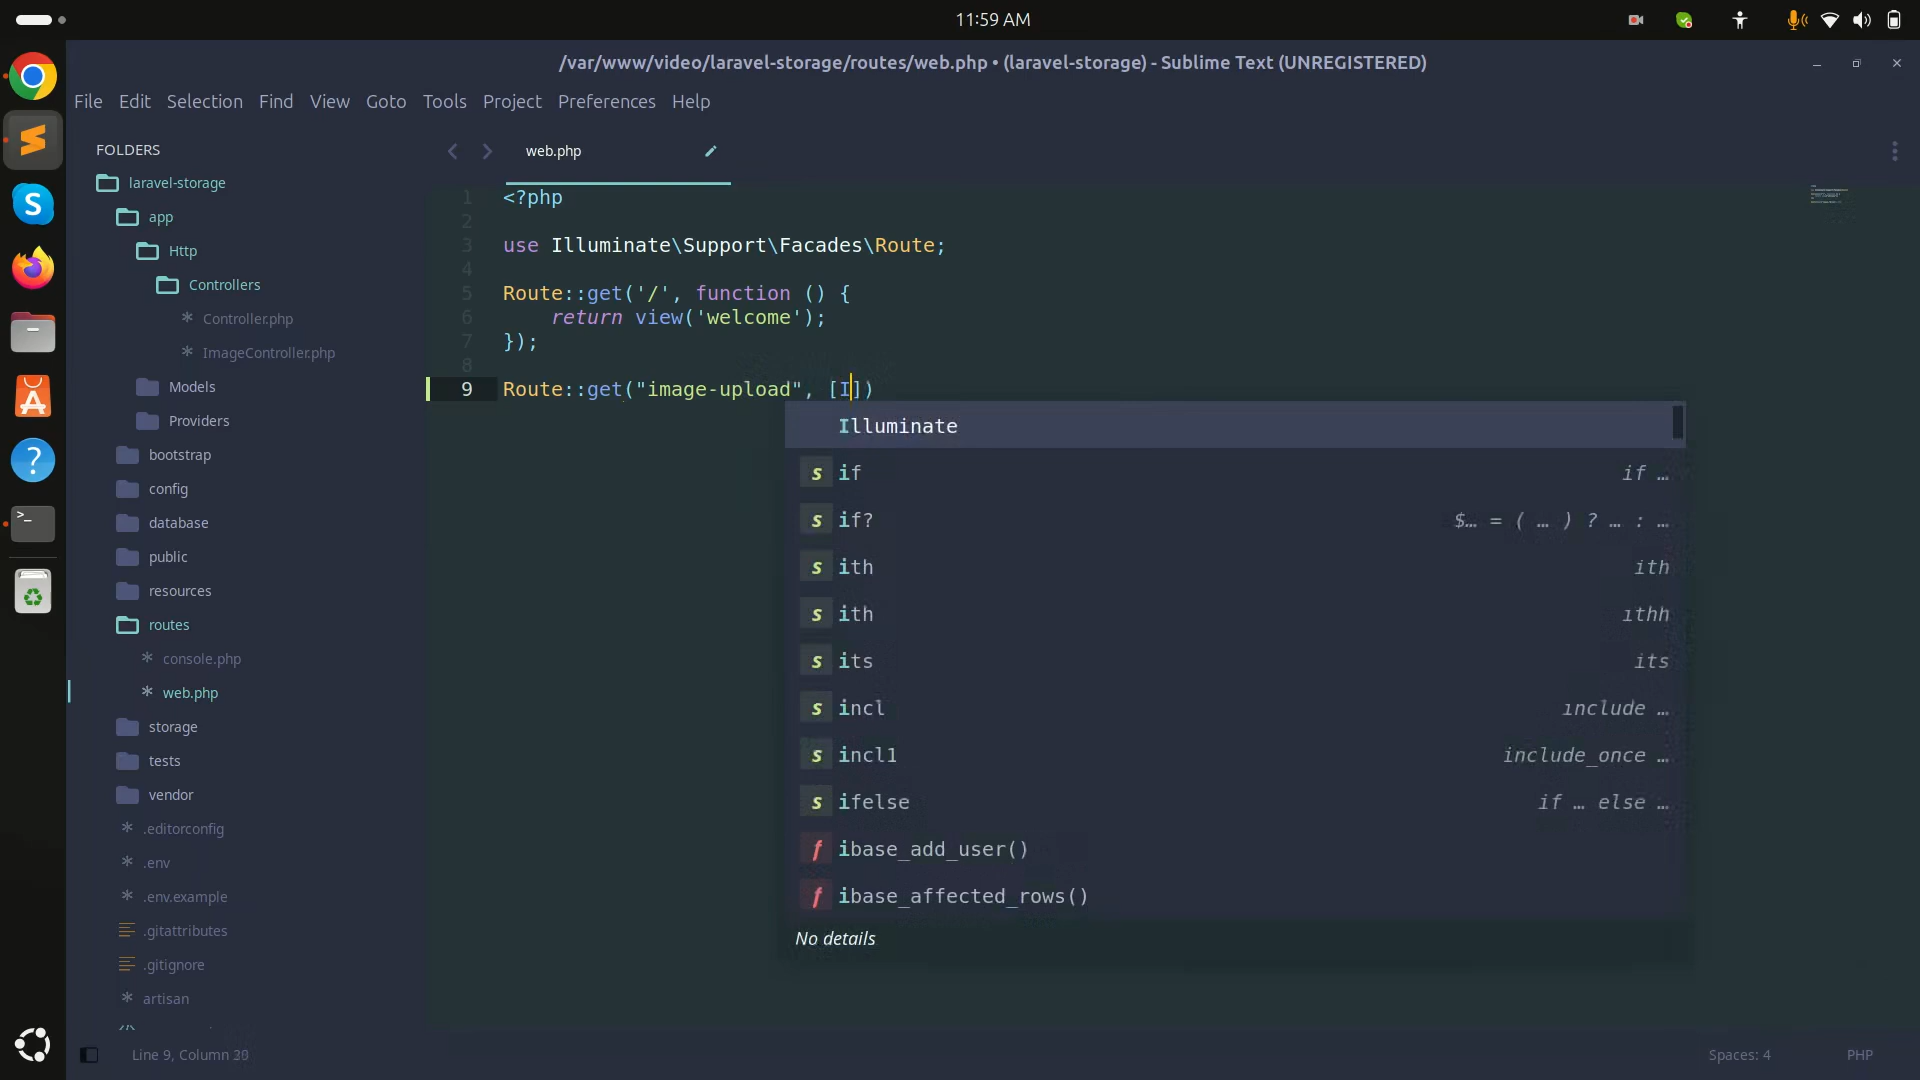 11:59 AM
/var/www/video/laravel-storage/routes/web.php • (laravel-storage) - Sublime Text (UNREGISTERED)
File Edit Selection Find View Goto Tools Project Preferences Help
FOLDERS
laravel-storage
app
Http
Controllers
Controller.php
ImageController.php
Models
Providers
bootstrap
config
database
public
resources
routes
console.php
web.php
storage
tests
vendor
.editorconfig
.env
.env.example
.gitattributes
.gitignore
artisan
web.php
1 <?php
2
3 use Illuminate\Support\Facades\Route;
4
5 Route::get('/', function () {
6 return view('welcome');
7 });
8
9 Route::get("image-upload", [I])
Illuminate
s if if …
s if? $… = ( … ) ? … : …
s ith ith
s ith ithh
s its its
s incl include …
s incl1 include_once …
s ifelse if … else …
f ibase_add_user()
f ibase_affected_rows()
No details
Line 9, Column
Spaces: 4
PHP